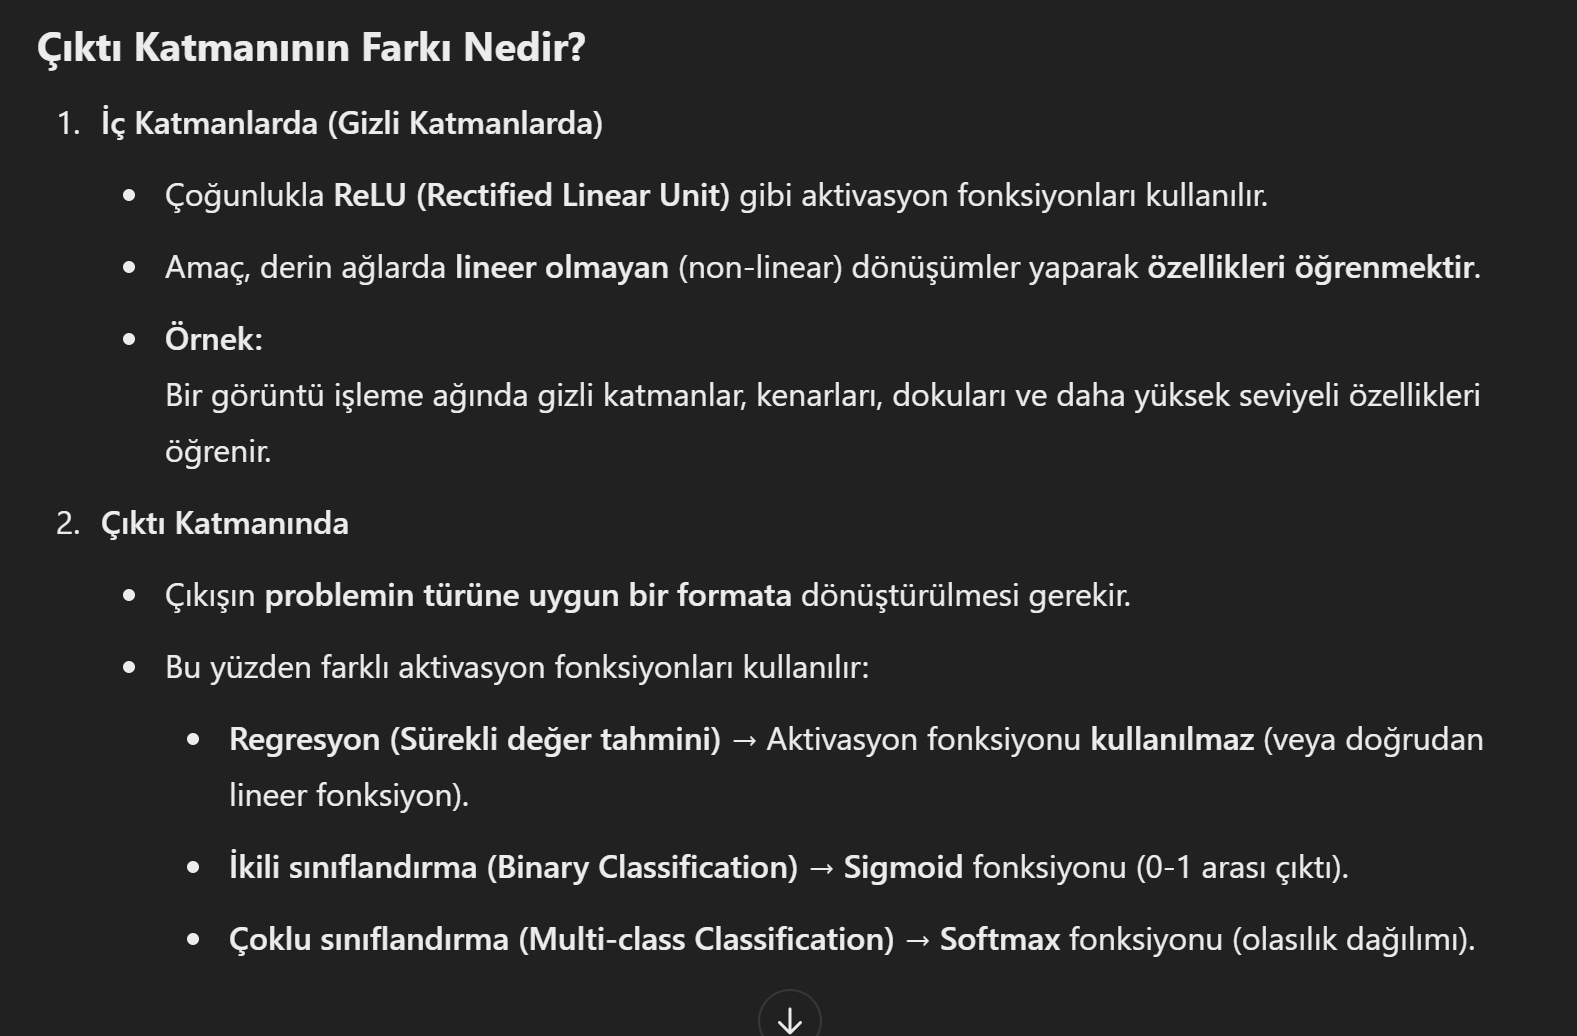 Çıktı Katmanının Farkı Nedir?
1. İç Katmanlarda (Gizli Katmanlarda)
• Çoğunlukla ReLU (Rectified Linear Unit) gibi aktivasyon fonksiyonları kullanılır.
• Amaç, derin ağlarda lineer olmayan (non-linear) dönüşümler yaparak özellikleri öğrenmektir.
• Örnek:
Bir görüntü işleme ağında gizli katmanlar, kenarları, dokuları ve daha yüksek seviyeli özellikleri
öğrenir.
2. Çıktı Katmanında
• Çıkışın problemin türüne uygun bir formata dönüştürülmesi gerekir.
• Bu yüzden farklı aktivasyon fonksiyonları kullanılır:
• Regresyon (Sürekli değer tahmini) → Aktivasyon fonksiyonu kullanılmaz (veya doğrudan
lineer fonksiyon).
• İkili sınıflandırma (Binary Classification) → Sigmoid fonksiyonu (0-1 arası çıktı).
• Çoklu sınıflandırma (Multi-class Classification) → Softmax fonksiyonu (olasılık dağılımı).